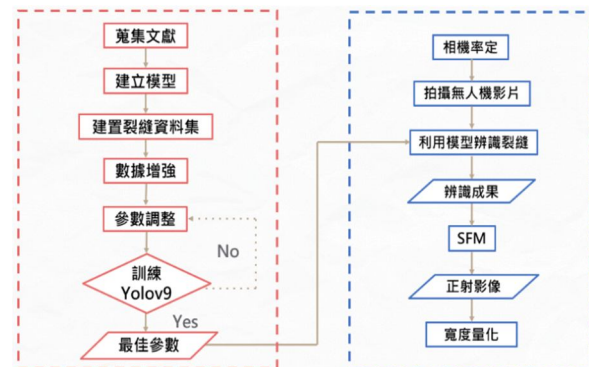 蒐集文獻
建立模型
建置裂縫資料集
數據增強
參數調整
No
訓練
Yolov9
Yes
最佳參數
相機率定
拍攝無人機影片
利用模型辨識裂縫
辨識成果
SFM
正射影像
寬度量化